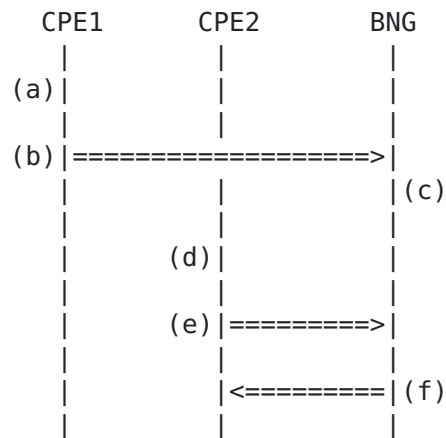 CPE1 CPE2 BNG
| | |
(a)| | |
| | |
(b)|===================>|
| | |(c)
| | |
| (d)| |
| | |
| (e)|=========>|
| | |
| |<=========|(f)
| | |